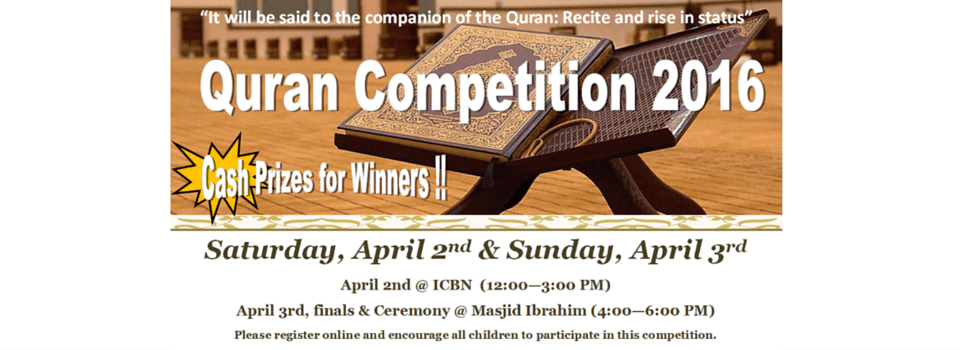 “It will be said to the companion of the Quran: Recite and rise in status”
Quran Competition 2016
Cash Prizes for Winners !!
Saturday, April 2nd & Sunday, April 3rd
April 2nd @ ICBN (12:00—3:00 PM)
April 3rd, finals & Ceremony @ Masjid Ibrahim (4:00—6:00 PM)
Please register online and encourage all children to participate in this competition.